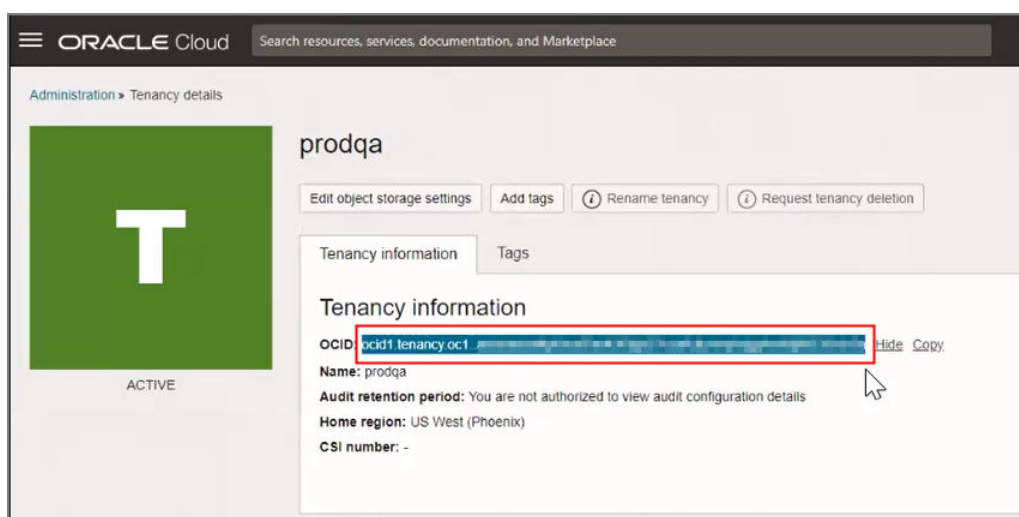 ORACLE Cloud
Search resources, services, documentation, and Marketplace
Administration » Tenancy details
T
ACTIVE
prodqa
Edit object storage settings
Add tags
Rename tenancy
Request tenancy deletion
Tenancy information
Tags
Tenancy information
OCID: ocid1.tenancy.oc1.. Hide Copy
Name: prodqa
Audit retention period: You are not authorized to view audit configuration details
Home region: US West (Phoenix)
CSI number: -